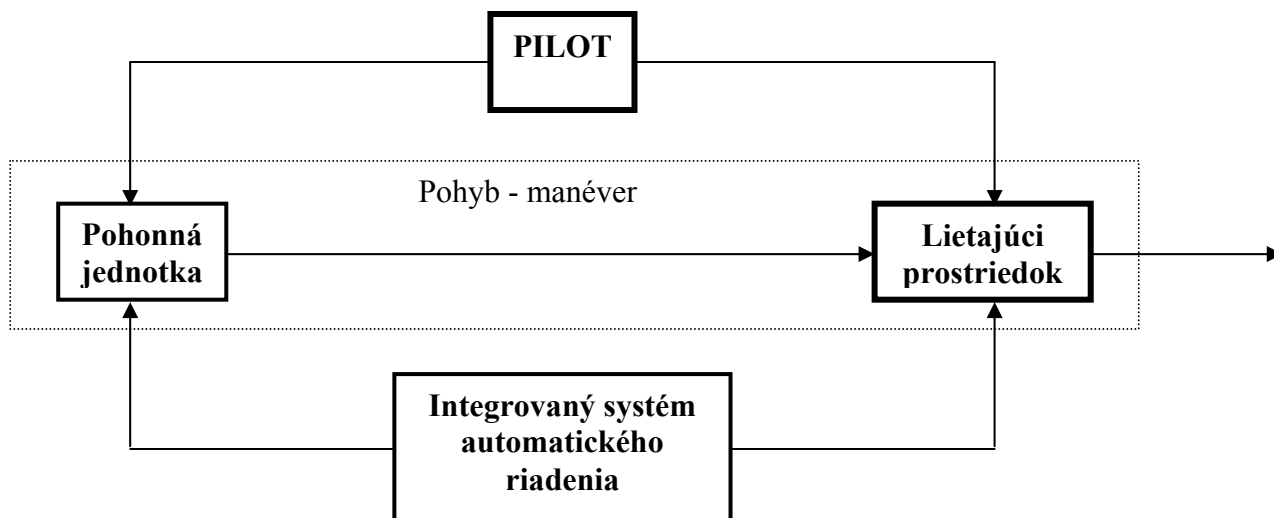 PILOT
Pohyb - manéver
Pohonná
jednotka
Lietajúci
prostriedok
Integrovaný systém
automatického
riadenia